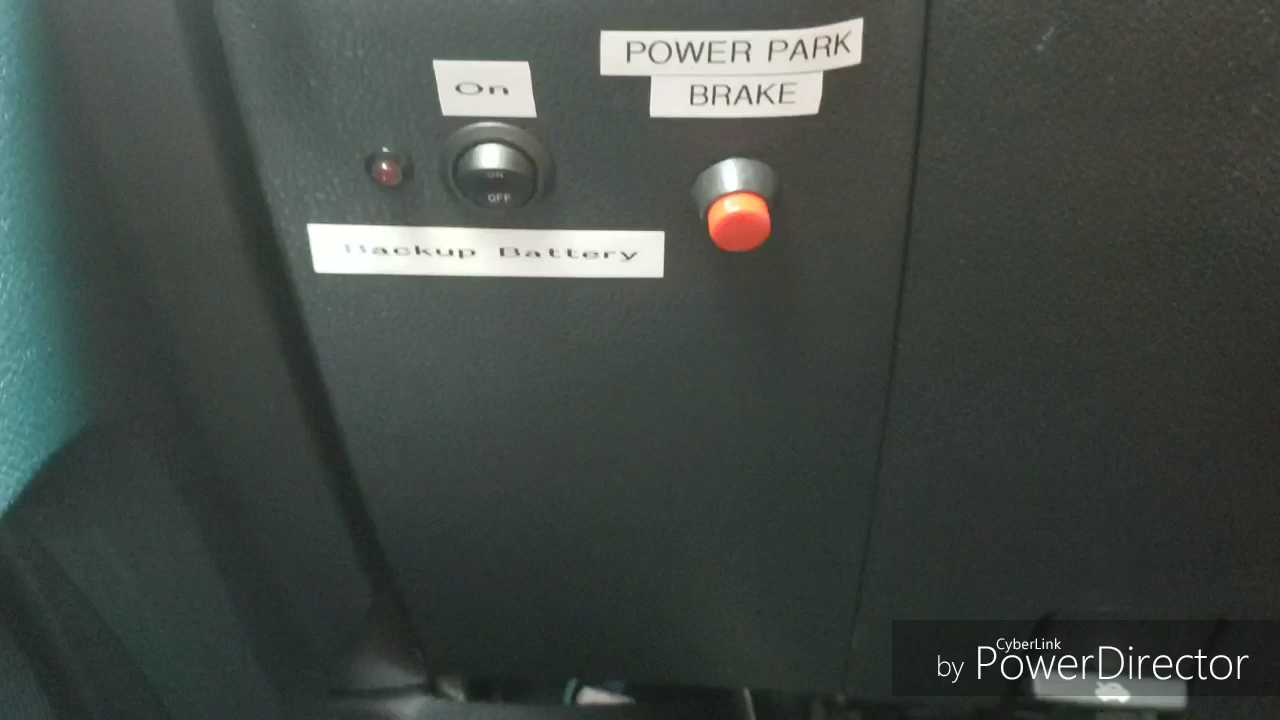 POWER PARK
BRAKE
On
ON
OFF
Backup Battery
CyberLink
by PowerDirector